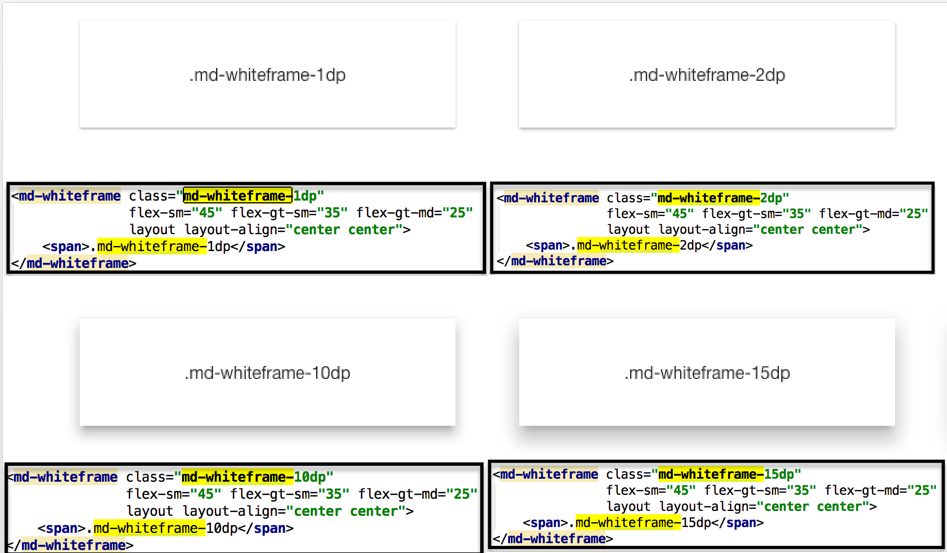 .md-whiteframe-1dp
.md-whiteframe-2dp
<md-whiteframe class="md-whiteframe-1dp"
flex-sm="45" flex-gt-sm="35" flex-gt-md="25"
layout layout-align="center center">
<span>.md-whiteframe-1dp</span>
</md-whiteframe>
<md-whiteframe class="md-whiteframe-2dp"
flex-sm="45" flex-gt-sm="35" flex-gt-md="25"
layout layout-align="center center">
<span>.md-whiteframe-2dp</span>
</md-whiteframe>
.md-whiteframe-10dp
.md-whiteframe-15dp
<md-whiteframe class="md-whiteframe-10dp"
flex-sm="45" flex-gt-sm="35" flex-gt-md="25"
layout layout-align="center center">
<span>.md-whiteframe-10dp</span>
</md-whiteframe>
<md-whiteframe class="md-whiteframe-15dp"
flex-sm="45" flex-gt-sm="35" flex-gt-md="25"
layout layout-align="center center">
<span>.md-whiteframe-15dp</span>
</md-whiteframe>